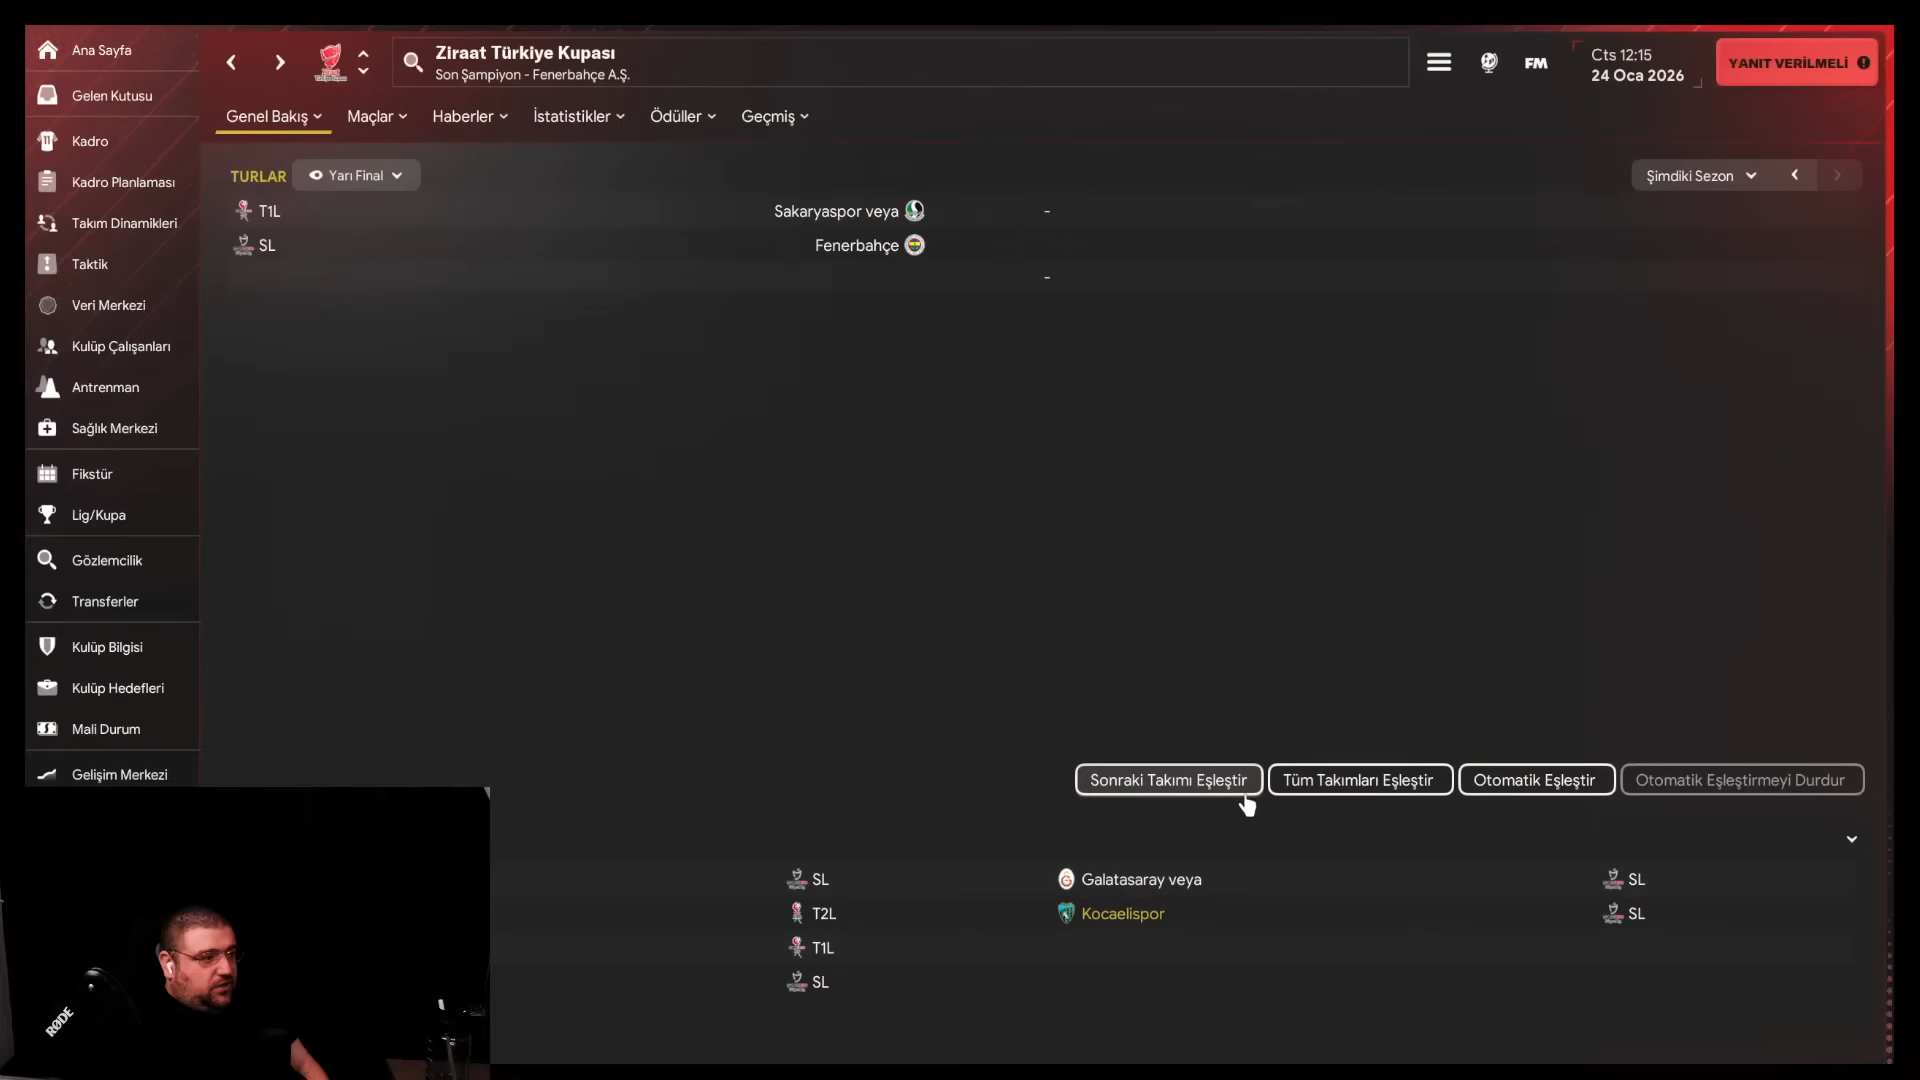 Ana Sayfa
Gelen Kutusu
Kadro
Kadro Planlaması
Takım Dinamikleri
Taktik
Veri Merkezi
Kulüp Çalışanları
Antrenman
Sağlık Merkezi
Fikstür
Lig/Kupa
Gözlemcilik
Transferler
Kulüp Bilgisi
Kulüp Hedefleri
Mali Durum
Gelişim Merkezi
Ziraat Türkiye Kupası
Son Şampiyon - Fenerbahçe A.Ş.
FM
Cts 12:15
24 Oca 2026
YANIT VERİLMELİ
Genel Bakış Maçlar Haberler İstatistikler Ödüller Geçmiş
TURLAR Yarı Final Şimdiki Sezon
T1L Sakaryaspor veya -
SL Fenerbahçe
-
Sonraki Takımı Eşleştir Tüm Takımları Eşleştir Otomatik Eşleştir Otomatik Eşleştirmeyi Durdur
SL Galatasaray veya SL
T2L Kocaelispor SL
T1L
SL
RØDE